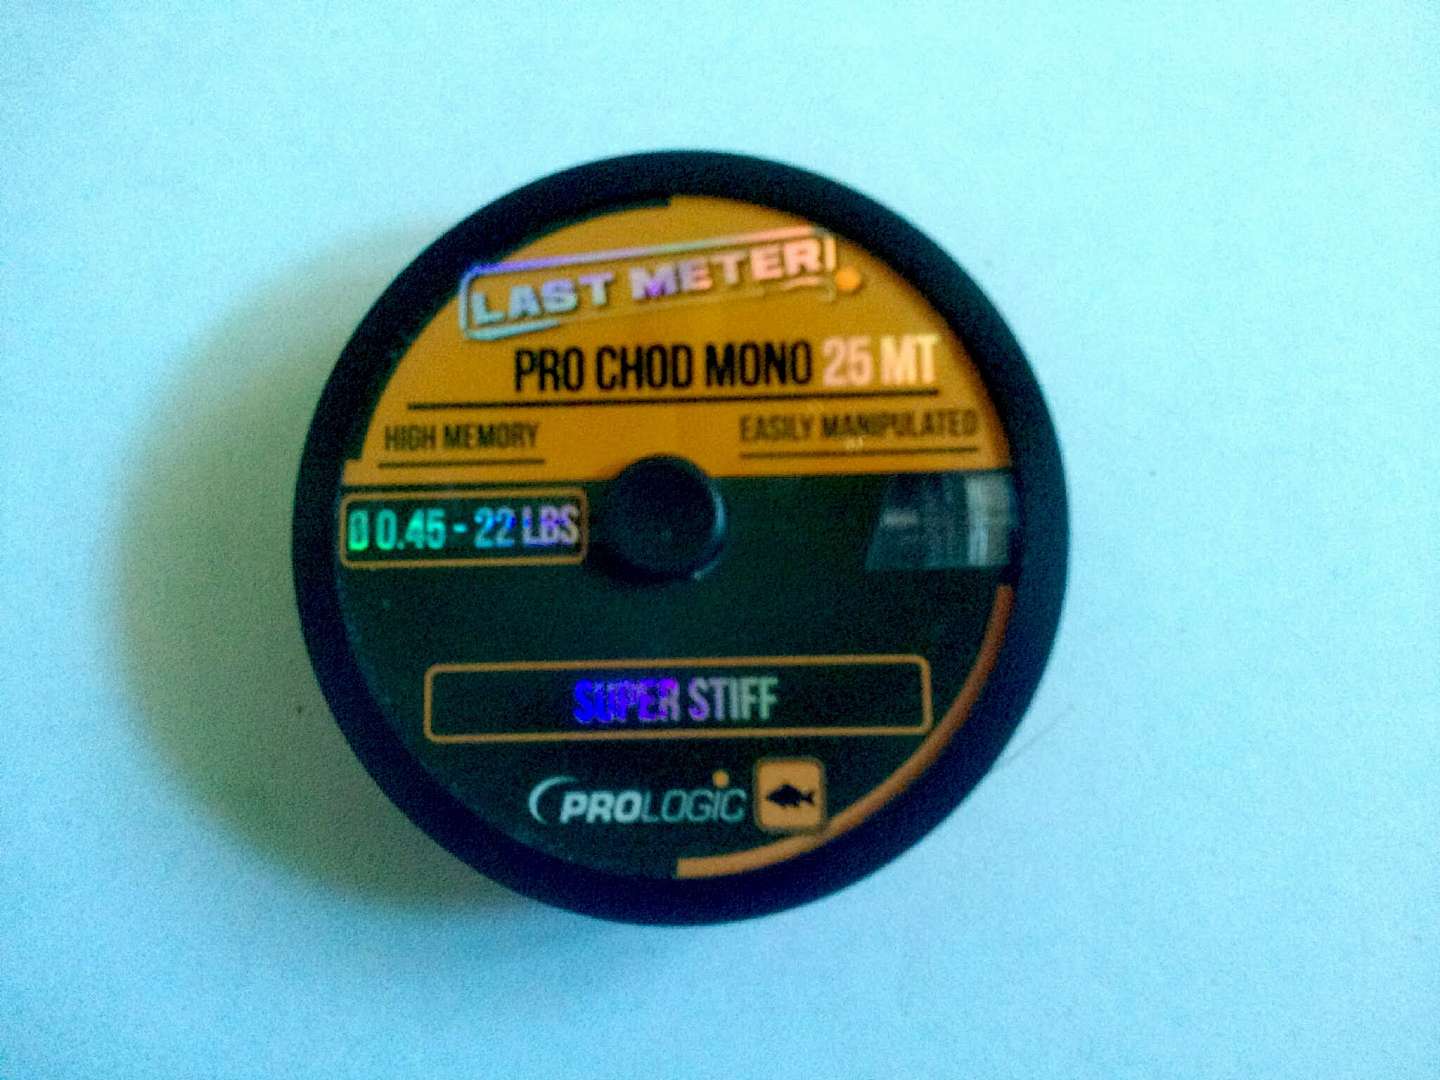 LAST METER
PRO CHOD MONO 25 MT
HIGH MEMORY
EASILY MANIPULATED
Ø 0.45 - 22 LBS
SUPER STIFF
PROLOGIC